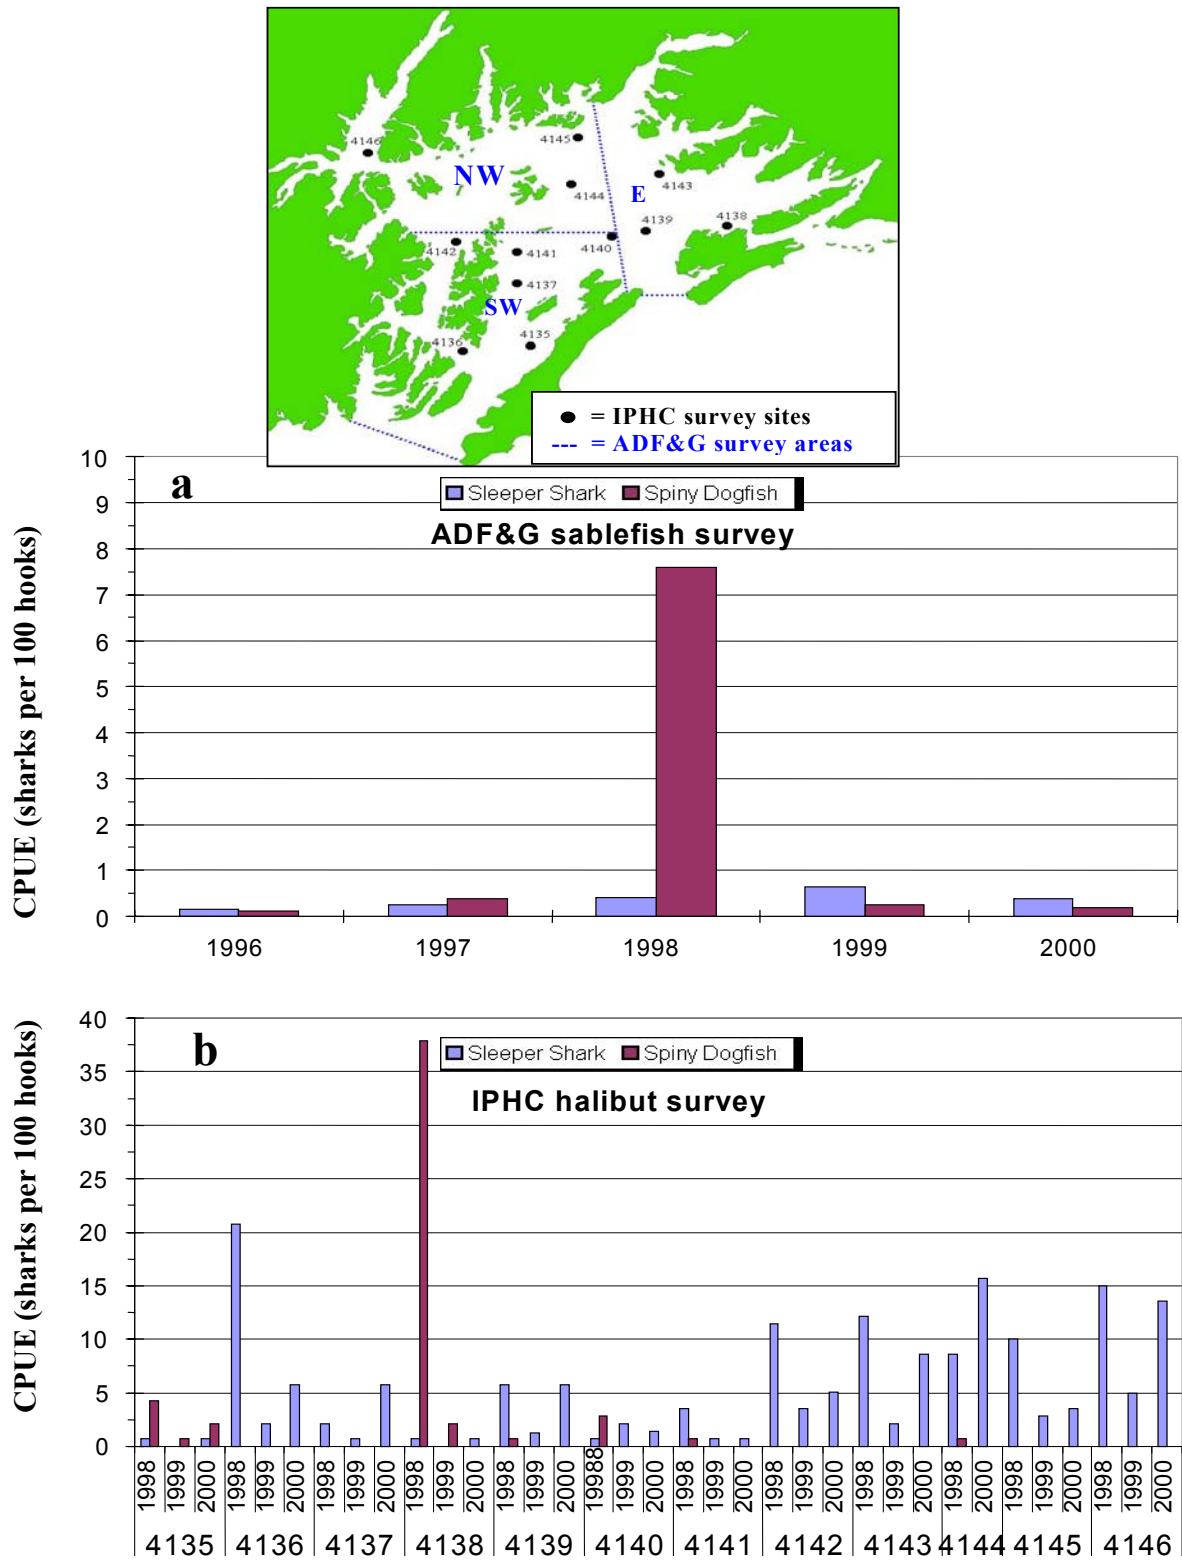 4146
4145
NW
4144
E
4143
4138
4139
4140
4142
4141
4137
SW
4136
4135
● = IPHC survey sites
--- = ADF&G survey areas
a
Sleeper Shark Spiny Dogfish
ADF&G sablefish survey
CPUE (sharks per 100 hooks)
10
9
8
7
6
5
4
3
2
1
0
1996 1997 1998 1999 2000
b
Sleeper Shark Spiny Dogfish
IPHC halibut survey
CPUE (sharks per 100 hooks)
40
35
30
25
20
15
10
5
0
1998 1999 2000 1998 1999 2000 1998 1999 2000 1998 1999 2000 1998 1999 2000 19988 1999 2000 1998 1999 2000 1998 1999 2000 1998 1999 2000 1998 2000 1998 1999 2000 1998 1999 2000
4135 4136 4137 4138 4139 4140 4141 4142 4143 4144 4145 4146